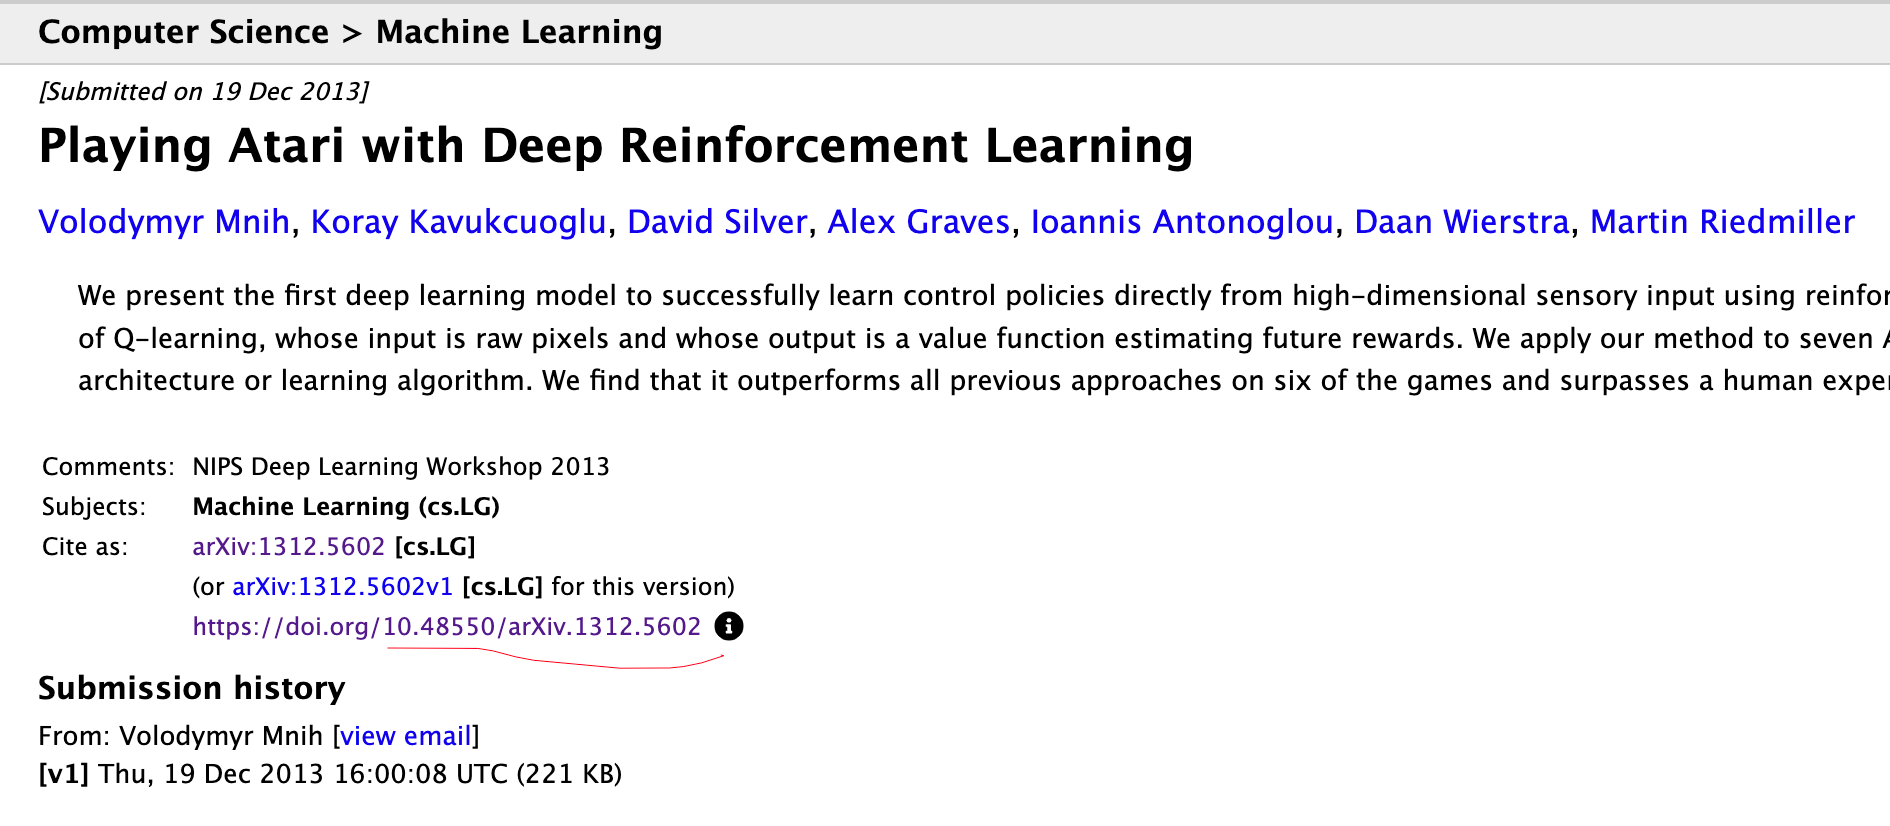 Computer Science > Machine Learning
[Submitted on 19 Dec 2013]
Playing Atari with Deep Reinforcement Learning
Volodymyr Mnih, Koray Kavukcuoglu, David Silver, Alex Graves, Ioannis Antonoglou, Daan Wierstra, Martin Riedmiller
We present the first deep learning model to successfully learn control policies directly from high-dimensional sensory input using
of Q-learning, whose input is raw pixels and whose output is a value function estimating future rewards. We apply our method to seven
architecture or learning algorithm. We find that it outperforms all previous approaches on six of the games and surpasses a human
Comments: NIPS Deep Learning Workshop 2013
Subjects: Machine Learning (cs.LG)
Cite as: arXiv:1312.5602 [cs.LG]
(or arXiv:1312.5602v1 [cs.LG] for this version)
https://doi.org/10.48550/arXiv.1312.5602
Submission history
From: Volodymyr Mnih [view email]
[v1] Thu, 19 Dec 2013 16:00:08 UTC (221 KB)